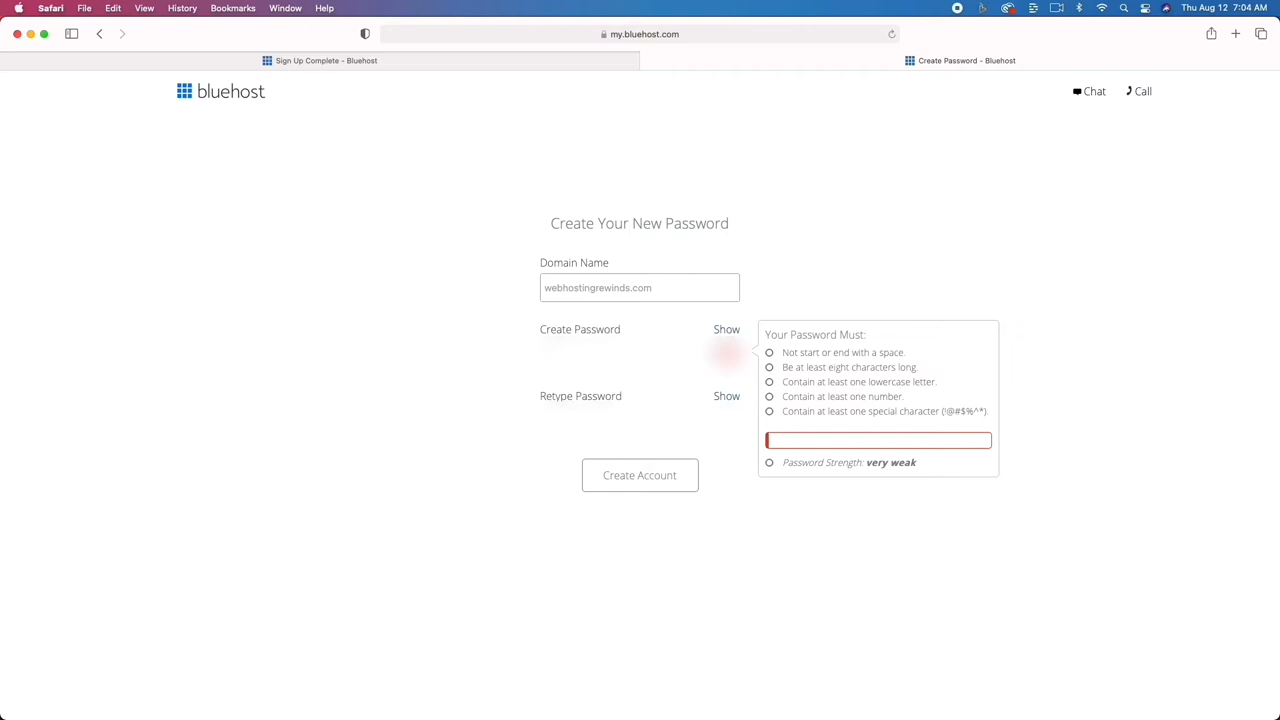 Safari File Edit View History Bookmarks Window Help Thu Aug 12 7:04 AM
my.bluehost.com
Sign Up Complete – Bluehost
Create Password – Bluehost
bluehost
Chat Call
Create Your New Password
Domain Name
webhostingrewinds.com
Create Password Show
Your Password Must:
Not start or end with a space.
Be at least eight characters long.
Contain at least one lowercase letter.
Contain at least one number.
Contain at least one special character (!@#$%^*).
Password Strength: very weak
Retype Password Show
Create Account